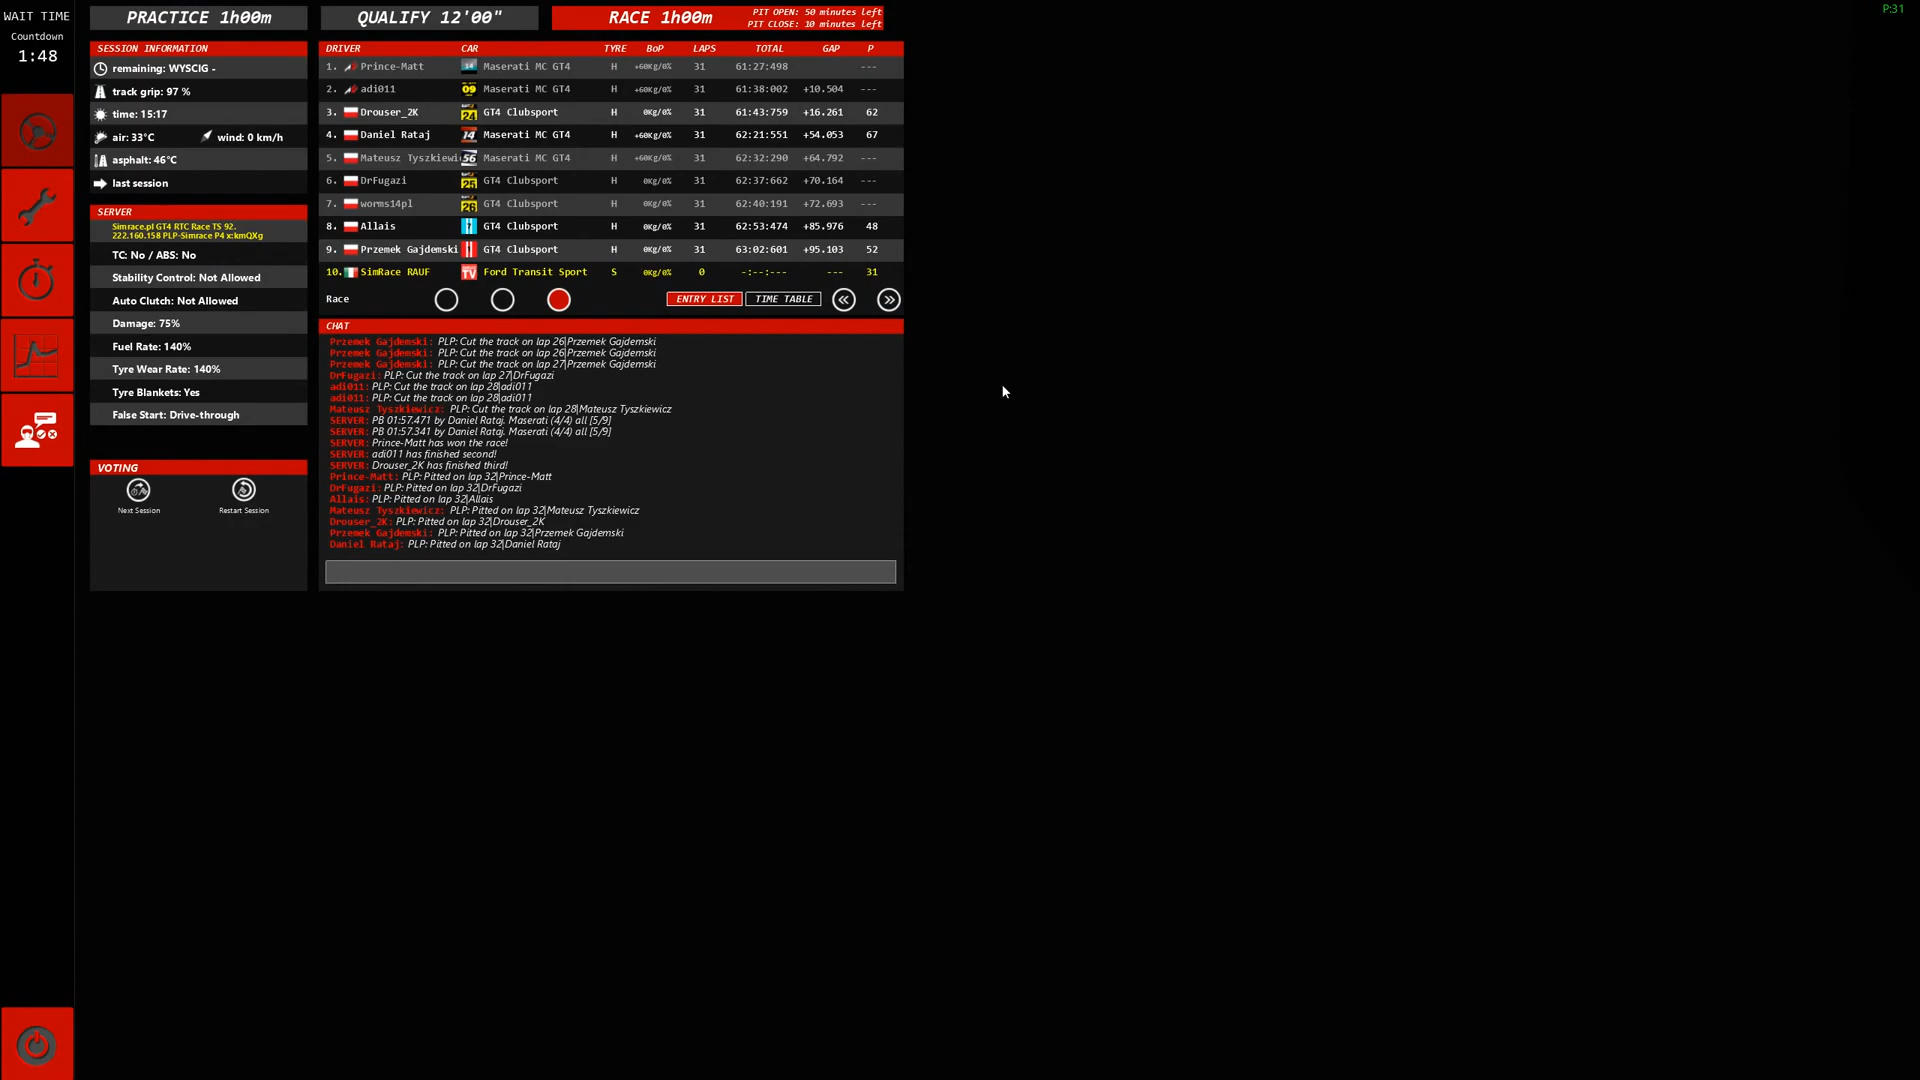 WAIT TIME
Countdown
1:48
PRACTICE 1h00m
QUALIFY 12'00"
RACE 1h00m
PIT OPEN: 50 minutes left
PIT CLOSE: 10 minutes left
P:31
SESSION INFORMATION
remaining: WYSCIG -
track grip: 97 %
time: 15:17
air: 33°C wind: 0 km/h
asphalt: 46°C
last session
SERVER
Simrace.pl GT4 RTC Race TS 92.
222.160.158 PLP-Simrace P4 x:kmQXg
TC: No / ABS: No
Stability Control: Not Allowed
Auto Clutch: Not Allowed
Damage: 75%
Fuel Rate: 140%
Tyre Wear Rate: 140%
Tyre Blankets: Yes
False Start: Drive-through
VOTING
Next Session
Restart Session
DRIVER CAR TYRE BoP LAPS TOTAL GAP P
1. Prince-Matt Maserati MC GT4 H +60Kg/0% 31 61:27:498 ---
2. adi011 09 Maserati MC GT4 H +60Kg/0% 31 61:38:002 +10.504 ---
3. Drouser_2K 24 GT4 Clubsport H 0Kg/0% 31 61:43:759 +16.261 62
4. Daniel Rataj 14 Maserati MC GT4 H +60Kg/0% 31 62:21:551 +54.053 67
5. Mateusz Tyszkiewi 56 Maserati MC GT4 H +60Kg/0% 31 62:32:290 +64.792 ---
6. DrFugazi 25 GT4 Clubsport H 0Kg/0% 31 62:37:662 +70.164 ---
7. worms14pl 26 GT4 Clubsport H 0Kg/0% 31 62:40:191 +72.693 ---
8. Allais GT4 Clubsport H 0Kg/0% 31 62:53:474 +85.976 48
9. Przemek Gajdemski GT4 Clubsport H 0Kg/0% 31 63:02:601 +95.103 52
10. SimRace RAUF TV Ford Transit Sport S 0Kg/0% 0 -:--:--- --- 31
Race
ENTRY LIST
TIME TABLE
CHAT
Przemek Gajdemski: PLP: Cut the track on lap 26|Przemek Gajdemski
Przemek Gajdemski: PLP: Cut the track on lap 26|Przemek Gajdemski
Przemek Gajdemski: PLP: Cut the track on lap 27|Przemek Gajdemski
DrFugazi: PLP: Cut the track on lap 27|DrFugazi
adi011: PLP: Cut the track on lap 28|adi011
adi011: PLP: Cut the track on lap 28|adi011
Mateusz Tyszkiewicz: PLP: Cut the track on lap 28|Mateusz Tyszkiewicz
SERVER: PB 01:57.471 by Daniel Rataj. Maserati (4/4) all [5/9]
SERVER: PB 01:57.341 by Daniel Rataj. Maserati (4/4) all [5/9]
SERVER: Prince-Matt has won the race!
SERVER: adi011 has finished second!
SERVER: Drouser_2K has finished third!
Prince-Matt: PLP: Pitted on lap 32|Prince-Matt
DrFugazi: PLP: Pitted on lap 32|DrFugazi
Allais: PLP: Pitted on lap 32|Allais
Mateusz Tyszkiewicz: PLP: Pitted on lap 32|Mateusz Tyszkiewicz
Drouser_2K: PLP: Pitted on lap 32|Drouser_2K
Przemek Gajdemski: PLP: Pitted on lap 32|Przemek Gajdemski
Daniel Rataj: PLP: Pitted on lap 32|Daniel Rataj